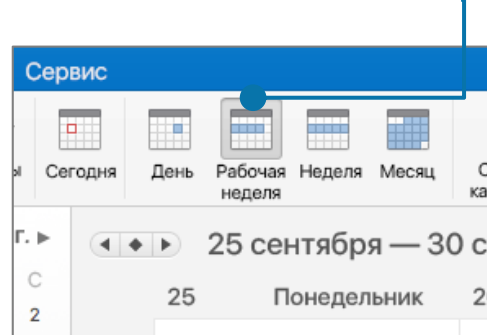 Сервис
Сегодня День Рабочая неделя Неделя Месяц
г.
25 сентября — 30 с
С
25 Понедельник
2